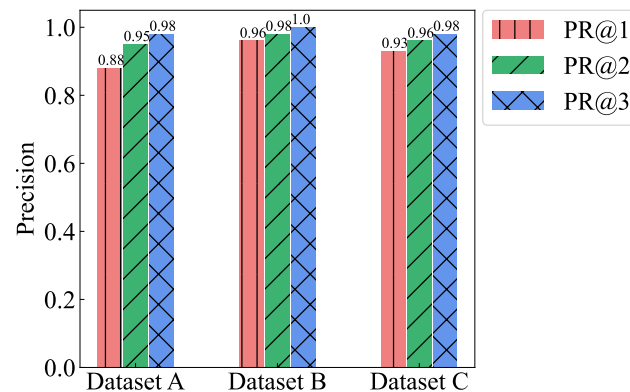 1.0
0.8
0.6
0.4
0.2
0.0
Precision
0.88
0.95
0.98
0.96
0.98
1.0
0.93
0.96
0.98
Dataset A
Dataset B
Dataset C
PR@1
PR@2
PR@3